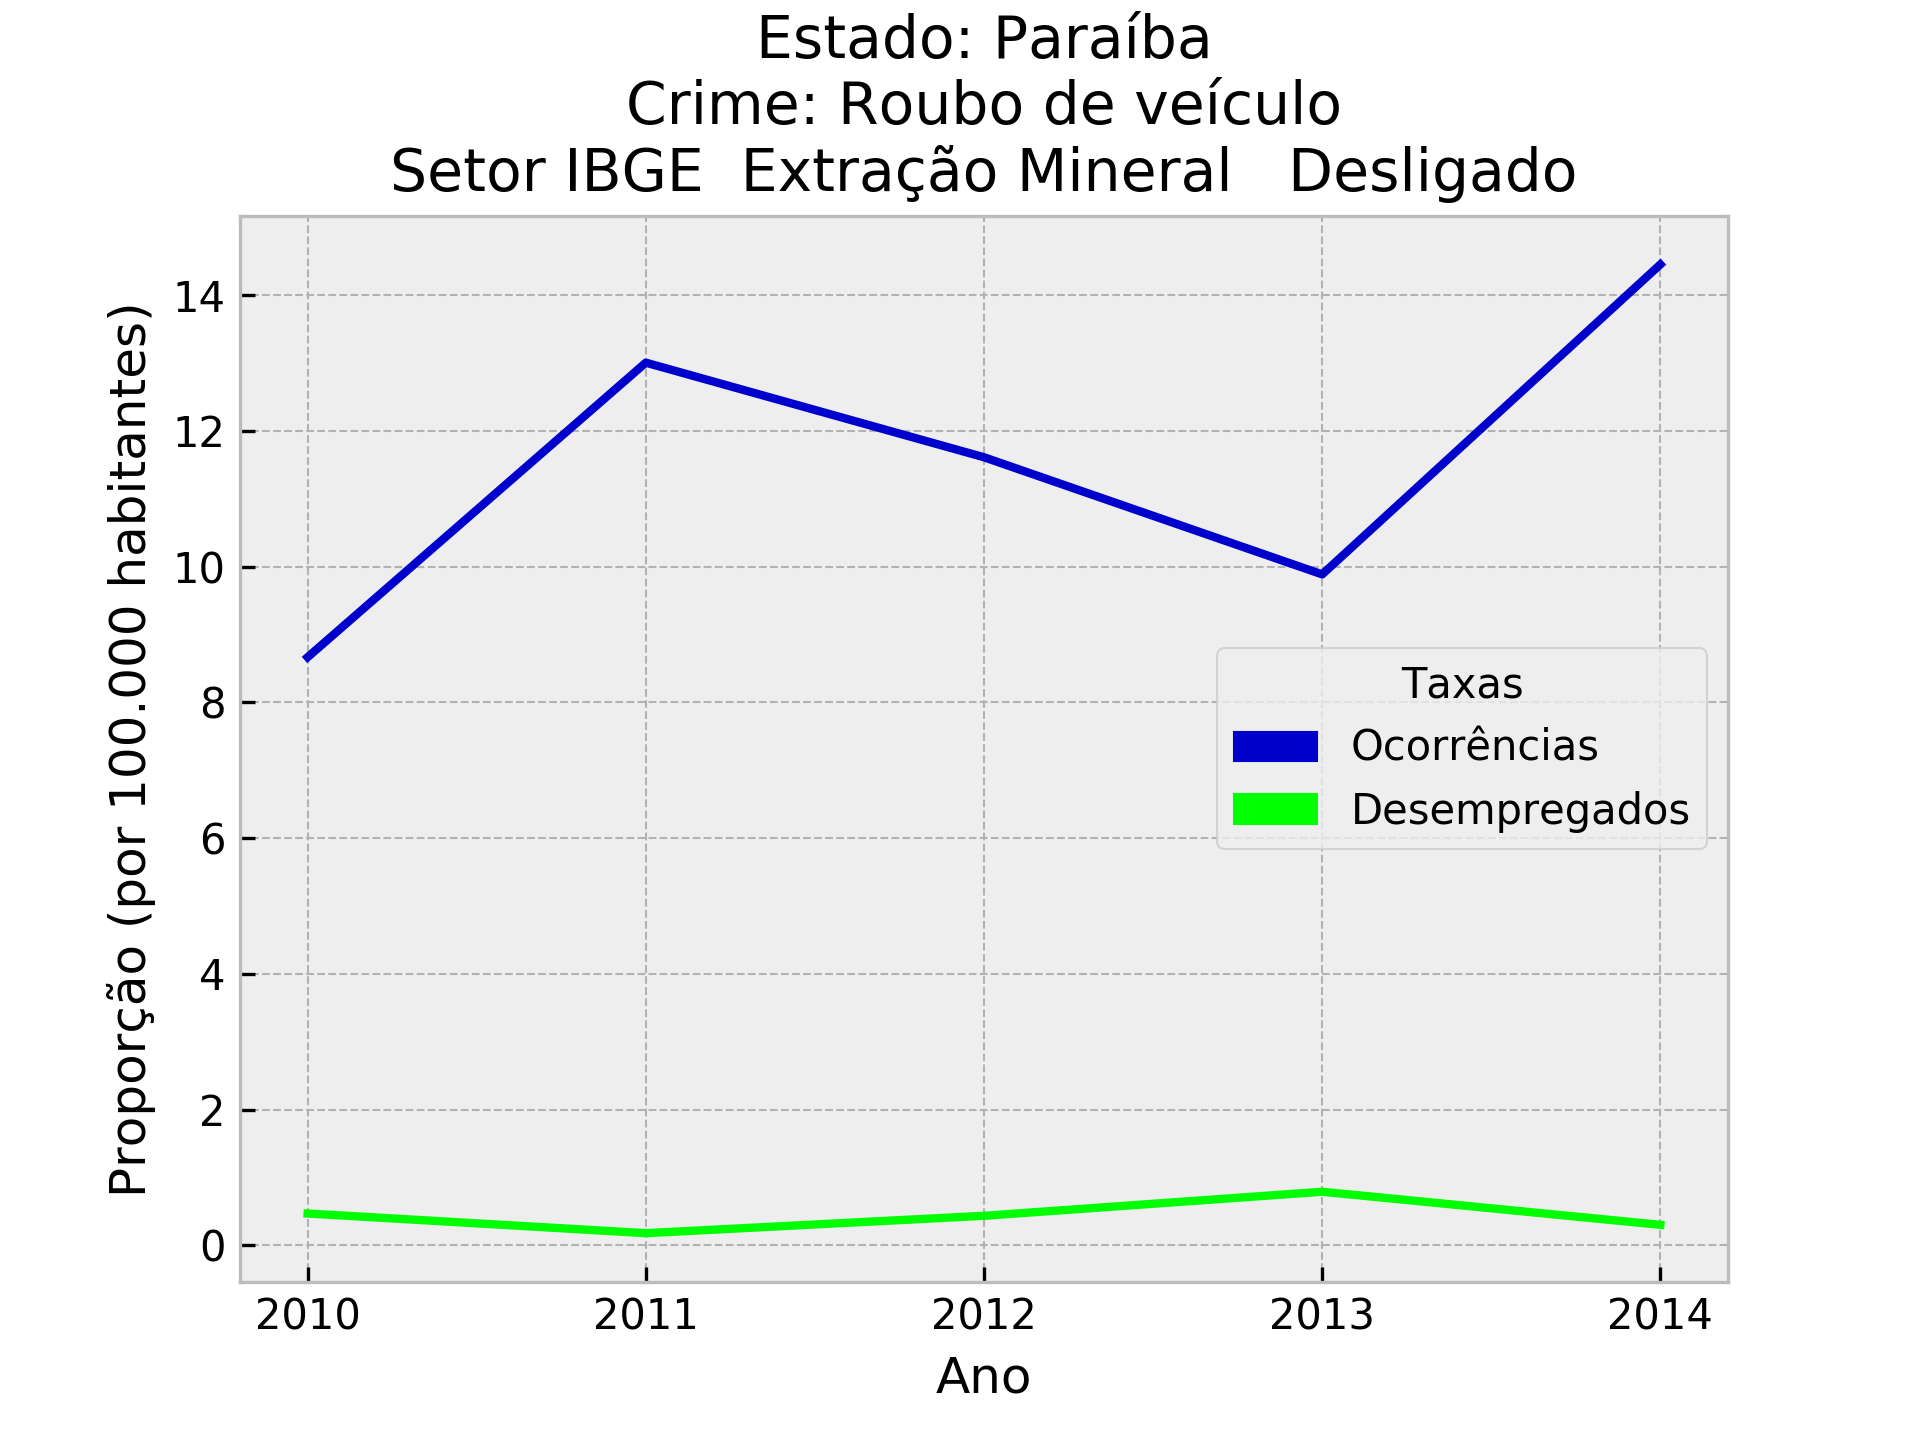 Estado: Paraíba
Crime: Roubo de veículo
Setor IBGE  Extração Mineral   Desligado
Proporção (por 100.000 habitantes)
14
12
10
8
6
4
2
0
Taxas
Ocorrências
Desempregados
2010 2011 2012 2013 2014
Ano